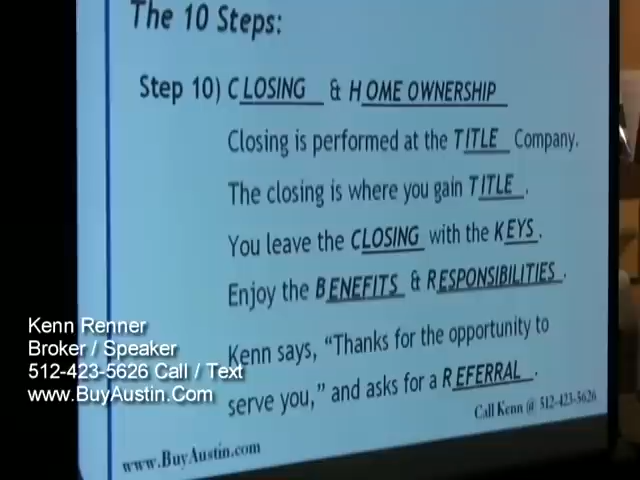 The 10 Steps:
Step 10) CLOSING & HOME OWNERSHIP
Closing is performed at the TITLE Company.
The closing is where you gain TITLE.
You leave the CLOSING with the KEYS.
Enjoy the BENEFITS & RESPONSIBILITIES.
Kenn says, “Thanks for the opportunity to
serve you,” and asks for a REFERRAL.
Call Kenn @ 512-423-5626
www.BuyAustin.com
Kenn Renner
Broker / Speaker
512-423-5626 Call / Text
www.BuyAustin.Com